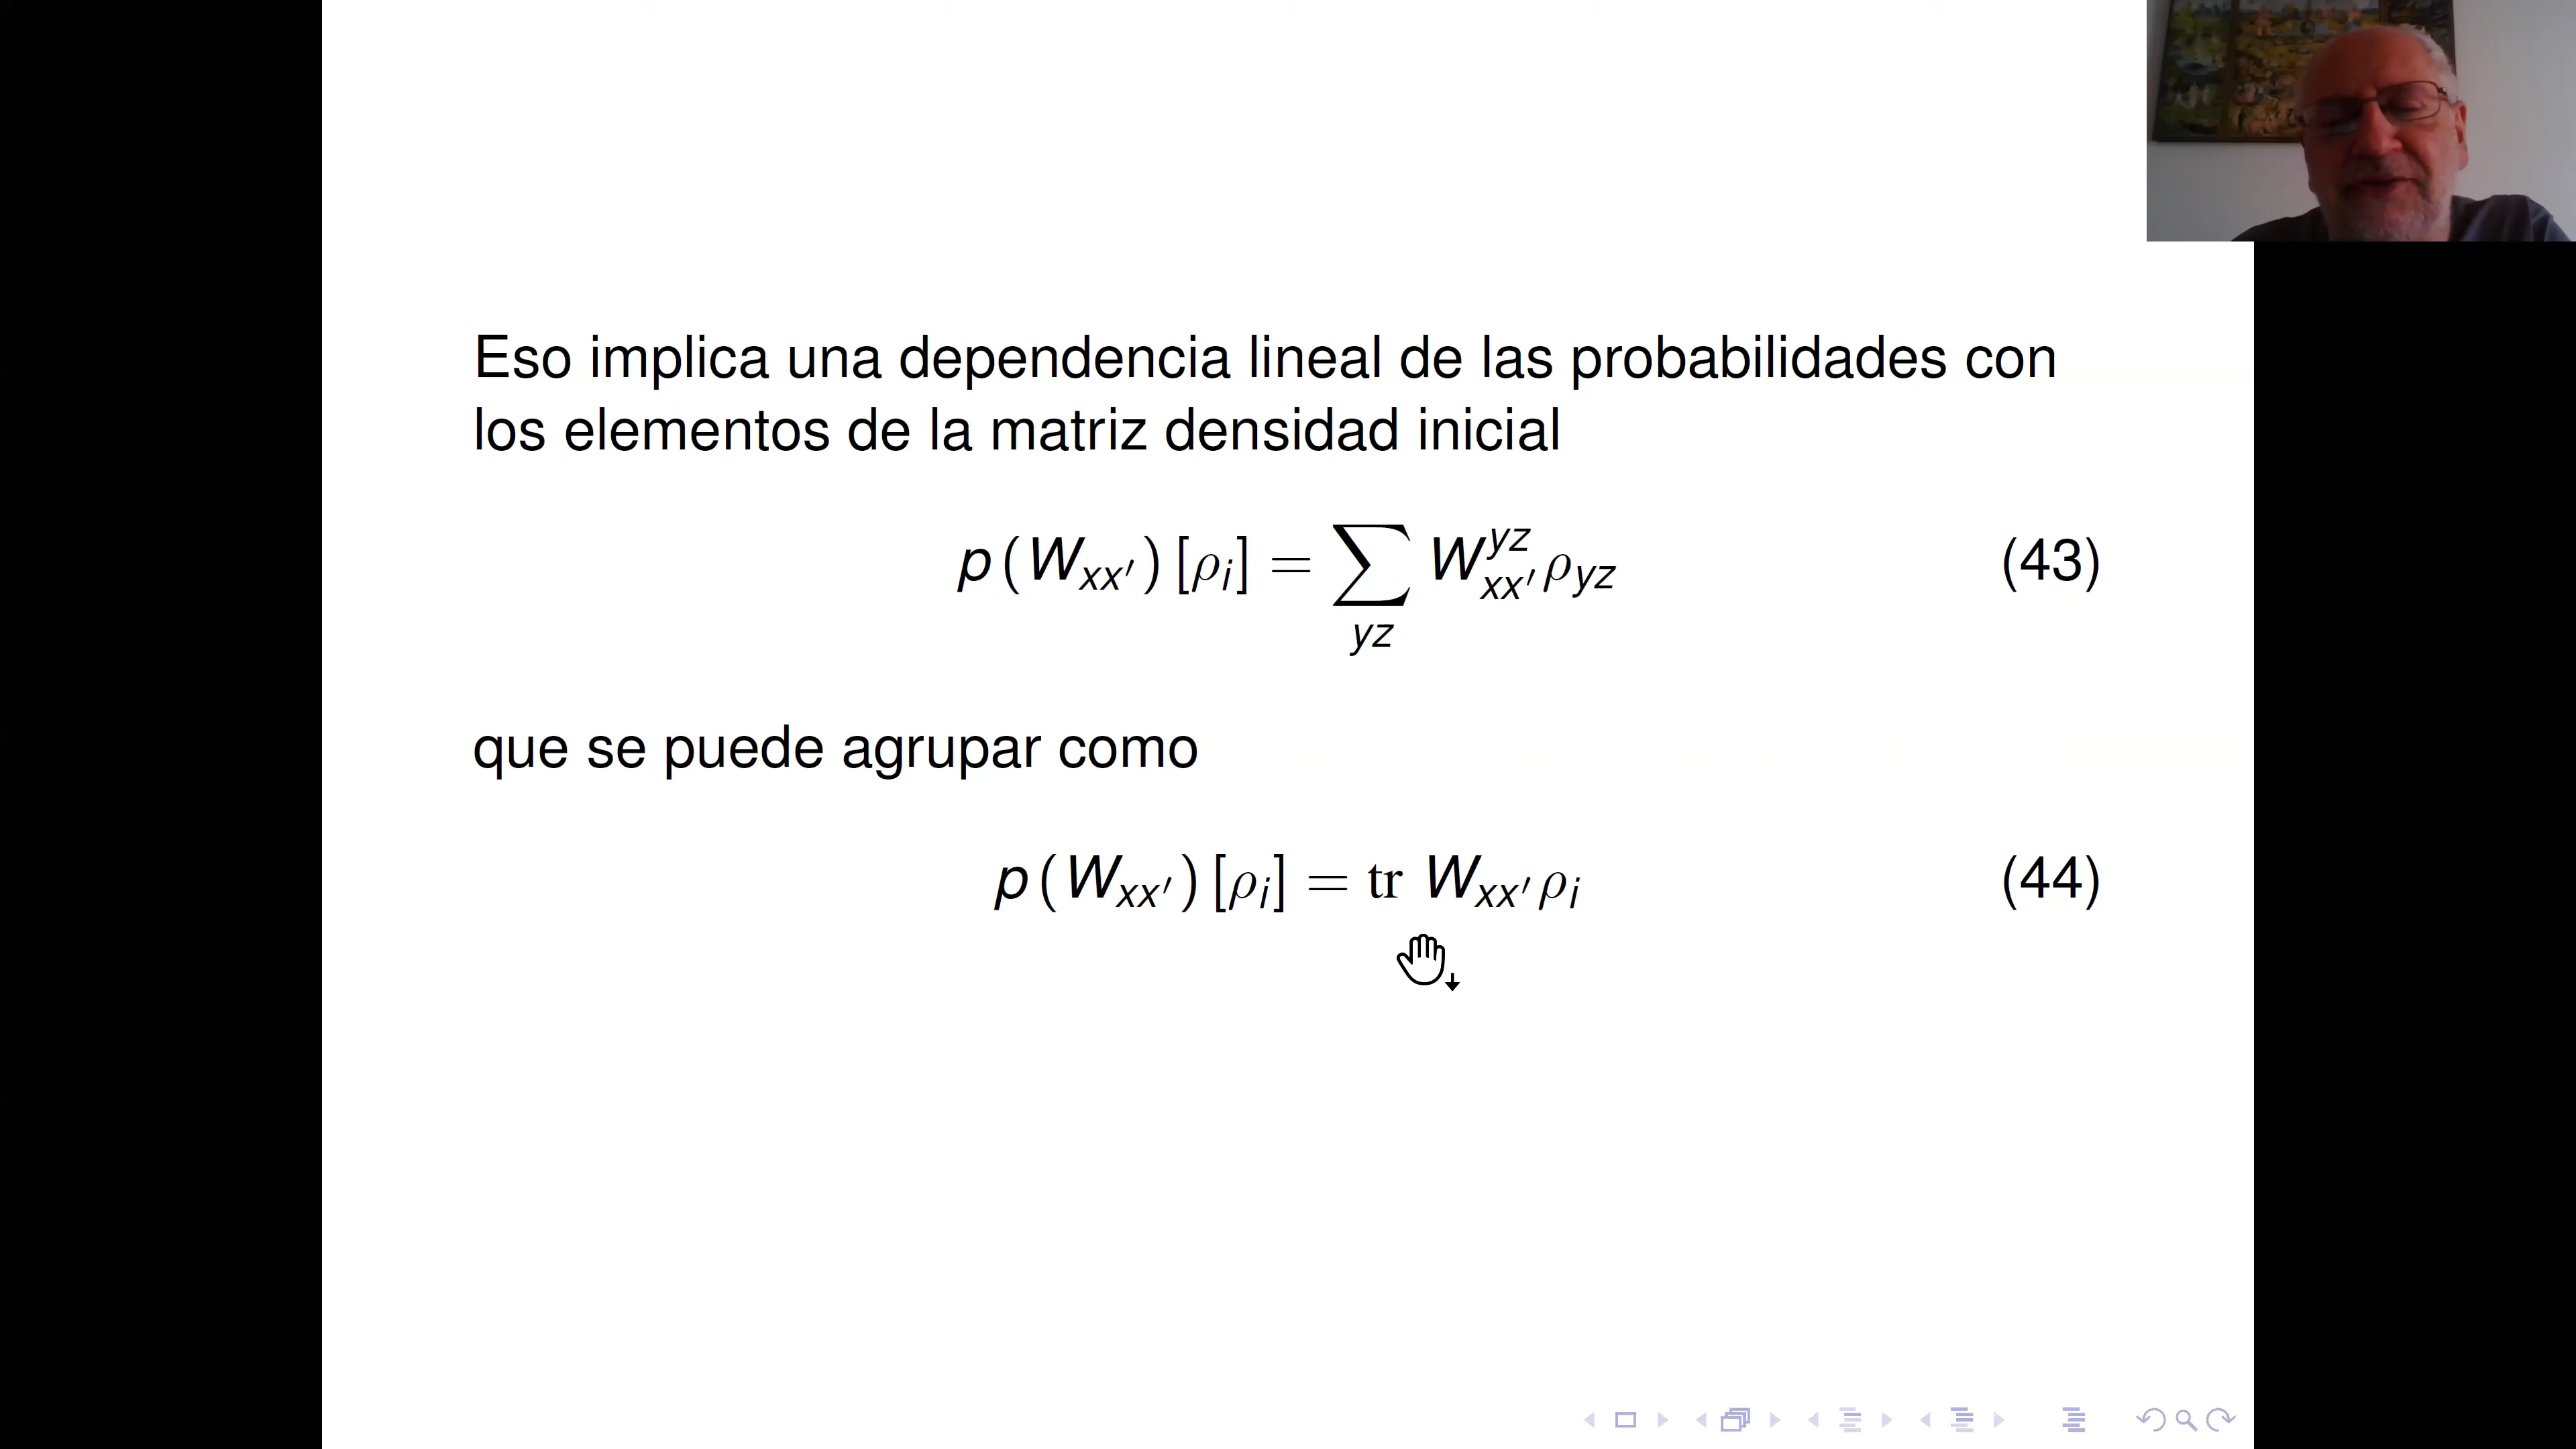 Eso implica una dependencia lineal de las probabilidades con
los elementos de la matriz densidad inicial
p (W_{xx'}) [ρ_i] = ∑_{yz} W_{xx'}^{yz} ρ_{yz} (43)
que se puede agrupar como
p (W_{xx'}) [ρ_i] = tr W_{xx'} ρ_i (44)